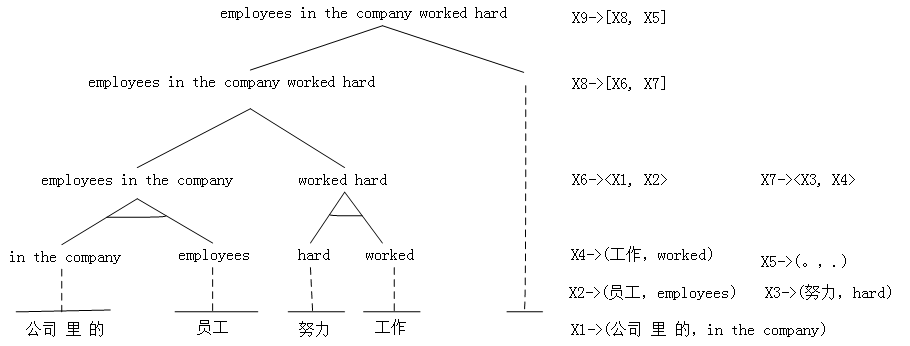 employees in the company worked hard
X9->[X8, X5]
employees in the company worked hard
X8->[X6, X7]
employees in the company
worked hard
X6-><X1, X2>
X7-><X3, X4>
in the company
employees
hard
worked
X4->(工作, worked)
X5->(。, .)
X2->(员工, employees)
X3->(努力, hard)
公司 里 的
员工
努力
工作
X1->(公司 里 的, in the company)